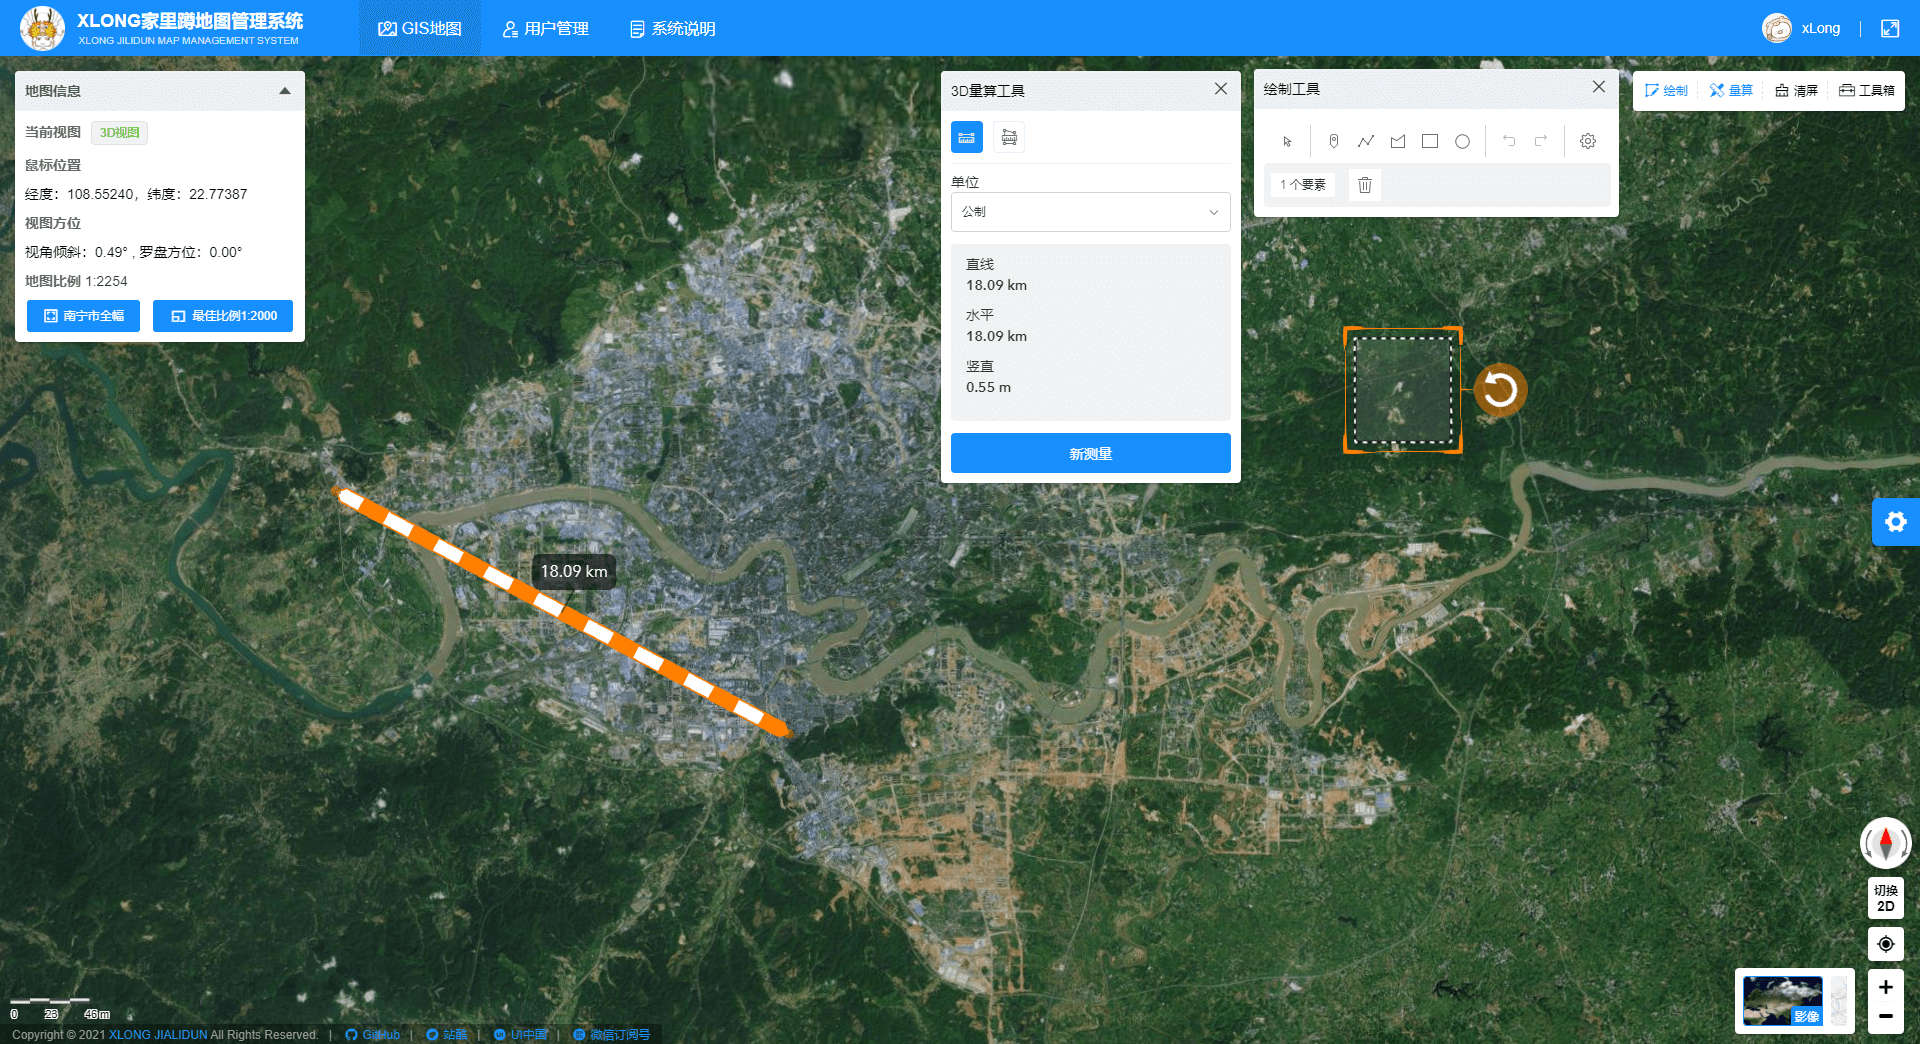 XLONG家里蹲地图管理系统
XLONG JILIDUN MAP MANAGEMENT SYSTEM
GIS地图
用户管理
系统说明
xLong
地图信息
当前视图 3D视图
鼠标位置
经度：108.55240，纬度：22.77387
视图方位
视角倾斜：0.49° , 罗盘方位：0.00°
地图比例 1:2254
南宁市全幅
最佳比例1:2000
3D量算工具
单位
公制
直线
18.09 km
水平
18.09 km
竖直
0.55 m
新测量
绘制工具
1 个要素
绘制
量算
清屏
工具箱
18.09 km
切换
2D
影像
0 23 46 m
Copyright © 2021 XLONG JIALIDUN All Rights Reserved. | GitHub | 站酷 | UI中国 | 微信订阅号